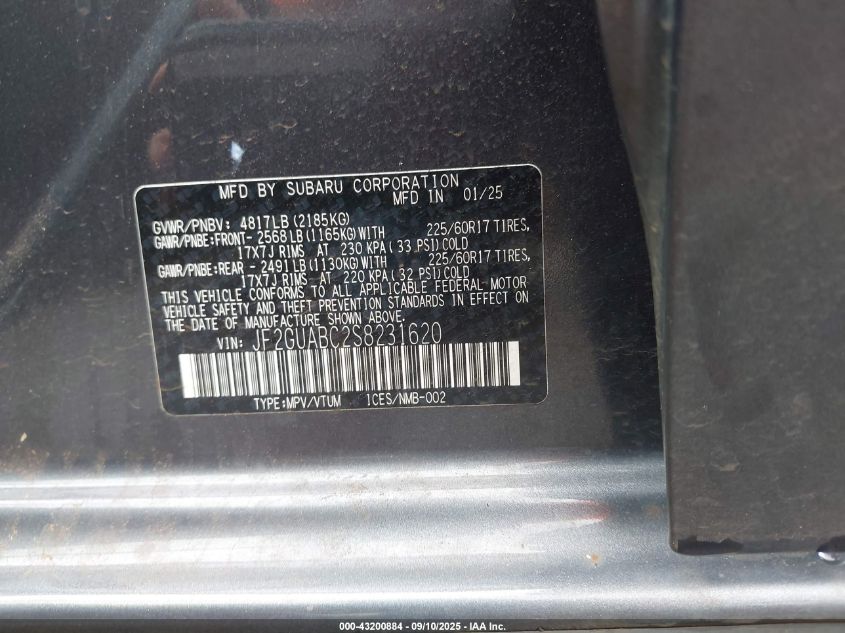 MFD BY SUBARU CORPORATION
MFD IN 01/25
GVWR/PNBV: 4817LB(2185KG)
GAWR/PNBE:FRONT- 2568LB(1165KG)WITH 225/60R17 TIRES,
17X7J RIMS AT 230 KPA( 33 PSI)COLD
GAWR/PNBE:REAR - 2491LB(1130KG)WITH 225/60R17 TIRES,
17X7J RIMS AT 220 KPA( 32 PSI)COLD
THIS VEHICLE CONFORMS TO ALL APPLICABLE FEDERAL MOTOR
VEHICLE SAFETY AND THEFT PREVENTION STANDARDS IN EFFECT ON
THE DATE OF MANUFACTURE SHOWN ABOVE.
VIN: JF2GUABC2S8231620
TYPE:MPV/VTUM 1CES/NMB-002
000-43200884 - 09/10/2025 - IAA Inc.